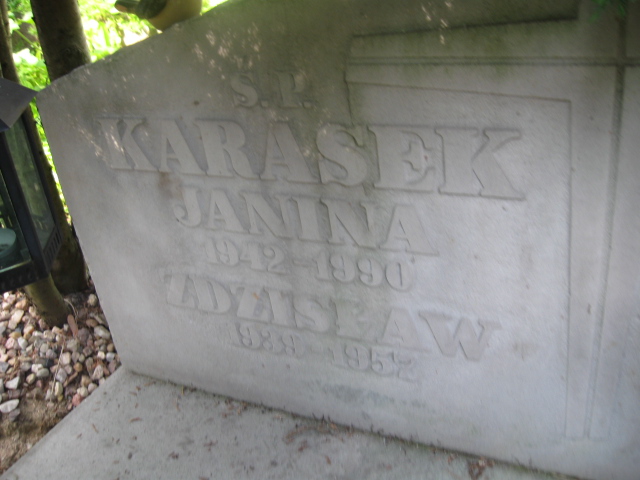 S.P.
KARASEK
JANINA
1942-1990
ZDZISŁAW